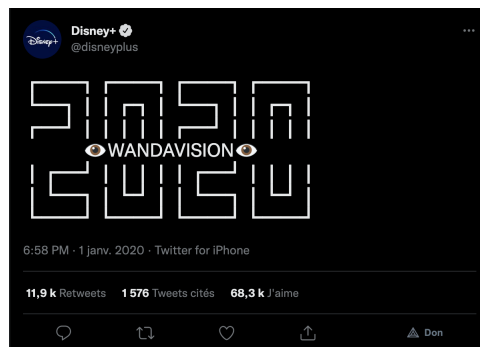 Disney+
@disneyplus
Disney+
2020
👁WANDAVISION👁
6:58 PM · 1 janv. 2020 · Twitter for iPhone
11,9 k Retweets 1 576 Tweets cités 68,3 k J'aime
Don